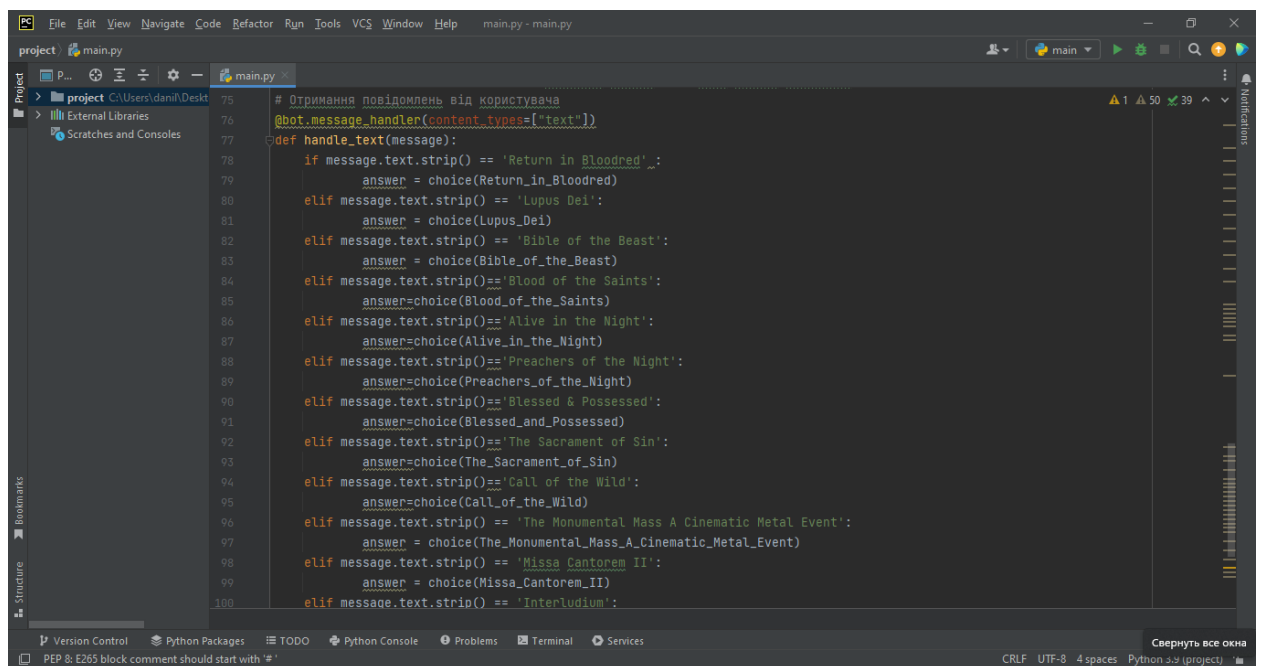 PC File Edit View Navigate Code Refactor Run Tools VCS Window Help main.py - main.py
project main.py main
Project P... main.py
project C:\Users\danil\Deskt
External Libraries
Scratches and Consoles
1 50 39
Notifications
75 # Отримання повідомлень від користувача
76 @bot.message_handler(content_types=["text"])
77 def handle_text(message):
78 if message.text.strip() == 'Return in Bloodred' :
79 answer = choice(Return_in_Bloodred)
80 elif message.text.strip() == 'Lupus Dei':
81 answer = choice(Lupus_Dei)
82 elif message.text.strip() == 'Bible of the Beast':
83 answer = choice(Bible_of_the_Beast)
84 elif message.text.strip()=='Blood of the Saints':
85 answer=choice(Blood_of_the_Saints)
86 elif message.text.strip()=='Alive in the Night':
87 answer=choice(Alive_in_the_Night)
88 elif message.text.strip()=='Preachers of the Night':
89 answer=choice(Preachers_of_the_Night)
90 elif message.text.strip()=='Blessed & Possessed':
91 answer=choice(Blessed_and_Possessed)
92 elif message.text.strip()=='The Sacrament of Sin':
93 answer=choice(The_Sacrament_of_Sin)
94 elif message.text.strip()=='Call of the Wild':
95 answer=choice(Call_of_the_Wild)
96 elif message.text.strip() == 'The Monumental Mass A Cinematic Metal Event':
97 answer = choice(The_Monumental_Mass_A_Cinematic_Metal_Event)
98 elif message.text.strip() == 'Missa Cantorem II':
99 answer = choice(Missa_Cantorem_II)
100 elif message.text.strip() == 'Interludium':
Bookmarks
Structure
Version Control Python Packages TODO Python Console Problems Terminal Services
Свернуть все окна
PEP 8: E265 block comment should start with '# ' CRLF UTF-8 4 spaces Python 3.9 (project)